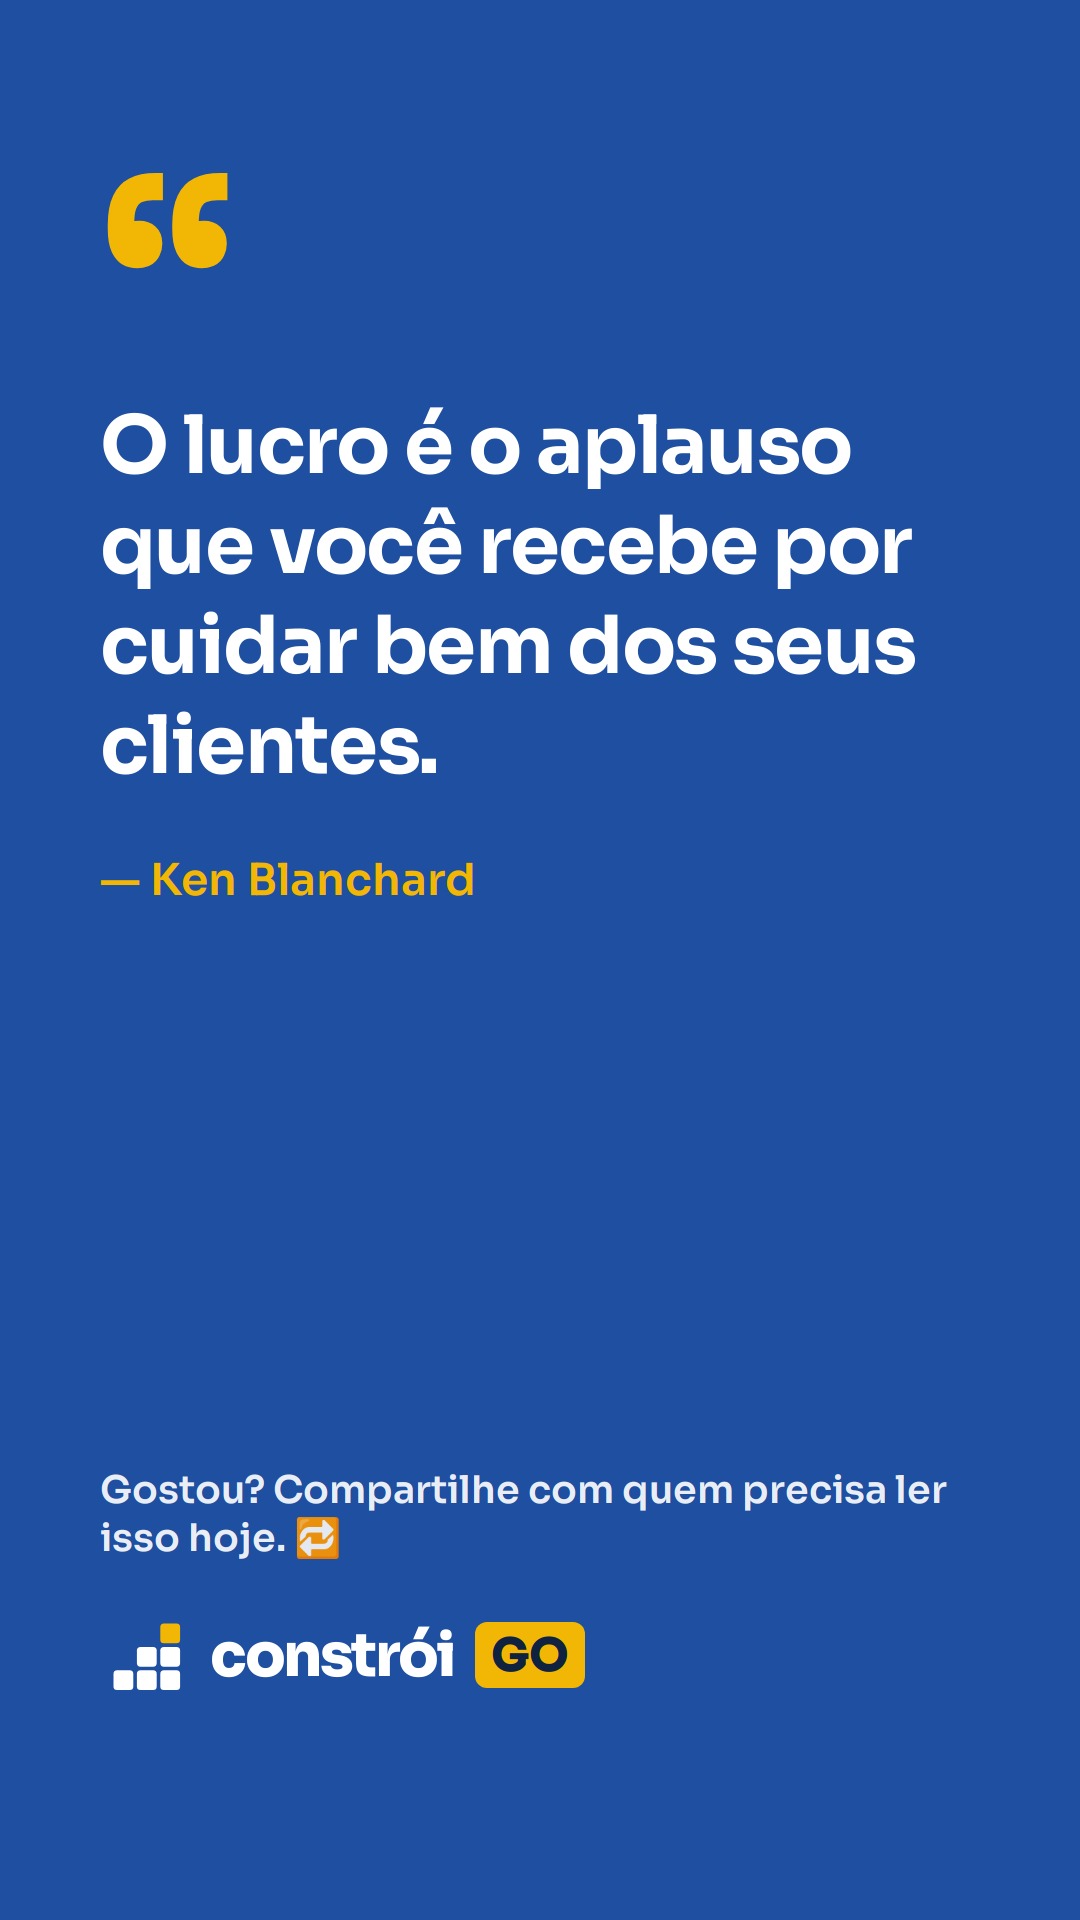 “
O lucro é o aplauso
que você recebe por
cuidar bem dos seus
clientes.
— Ken Blanchard
Gostou? Compartilhe com quem precisa ler
isso hoje. 🔁
constrói GO